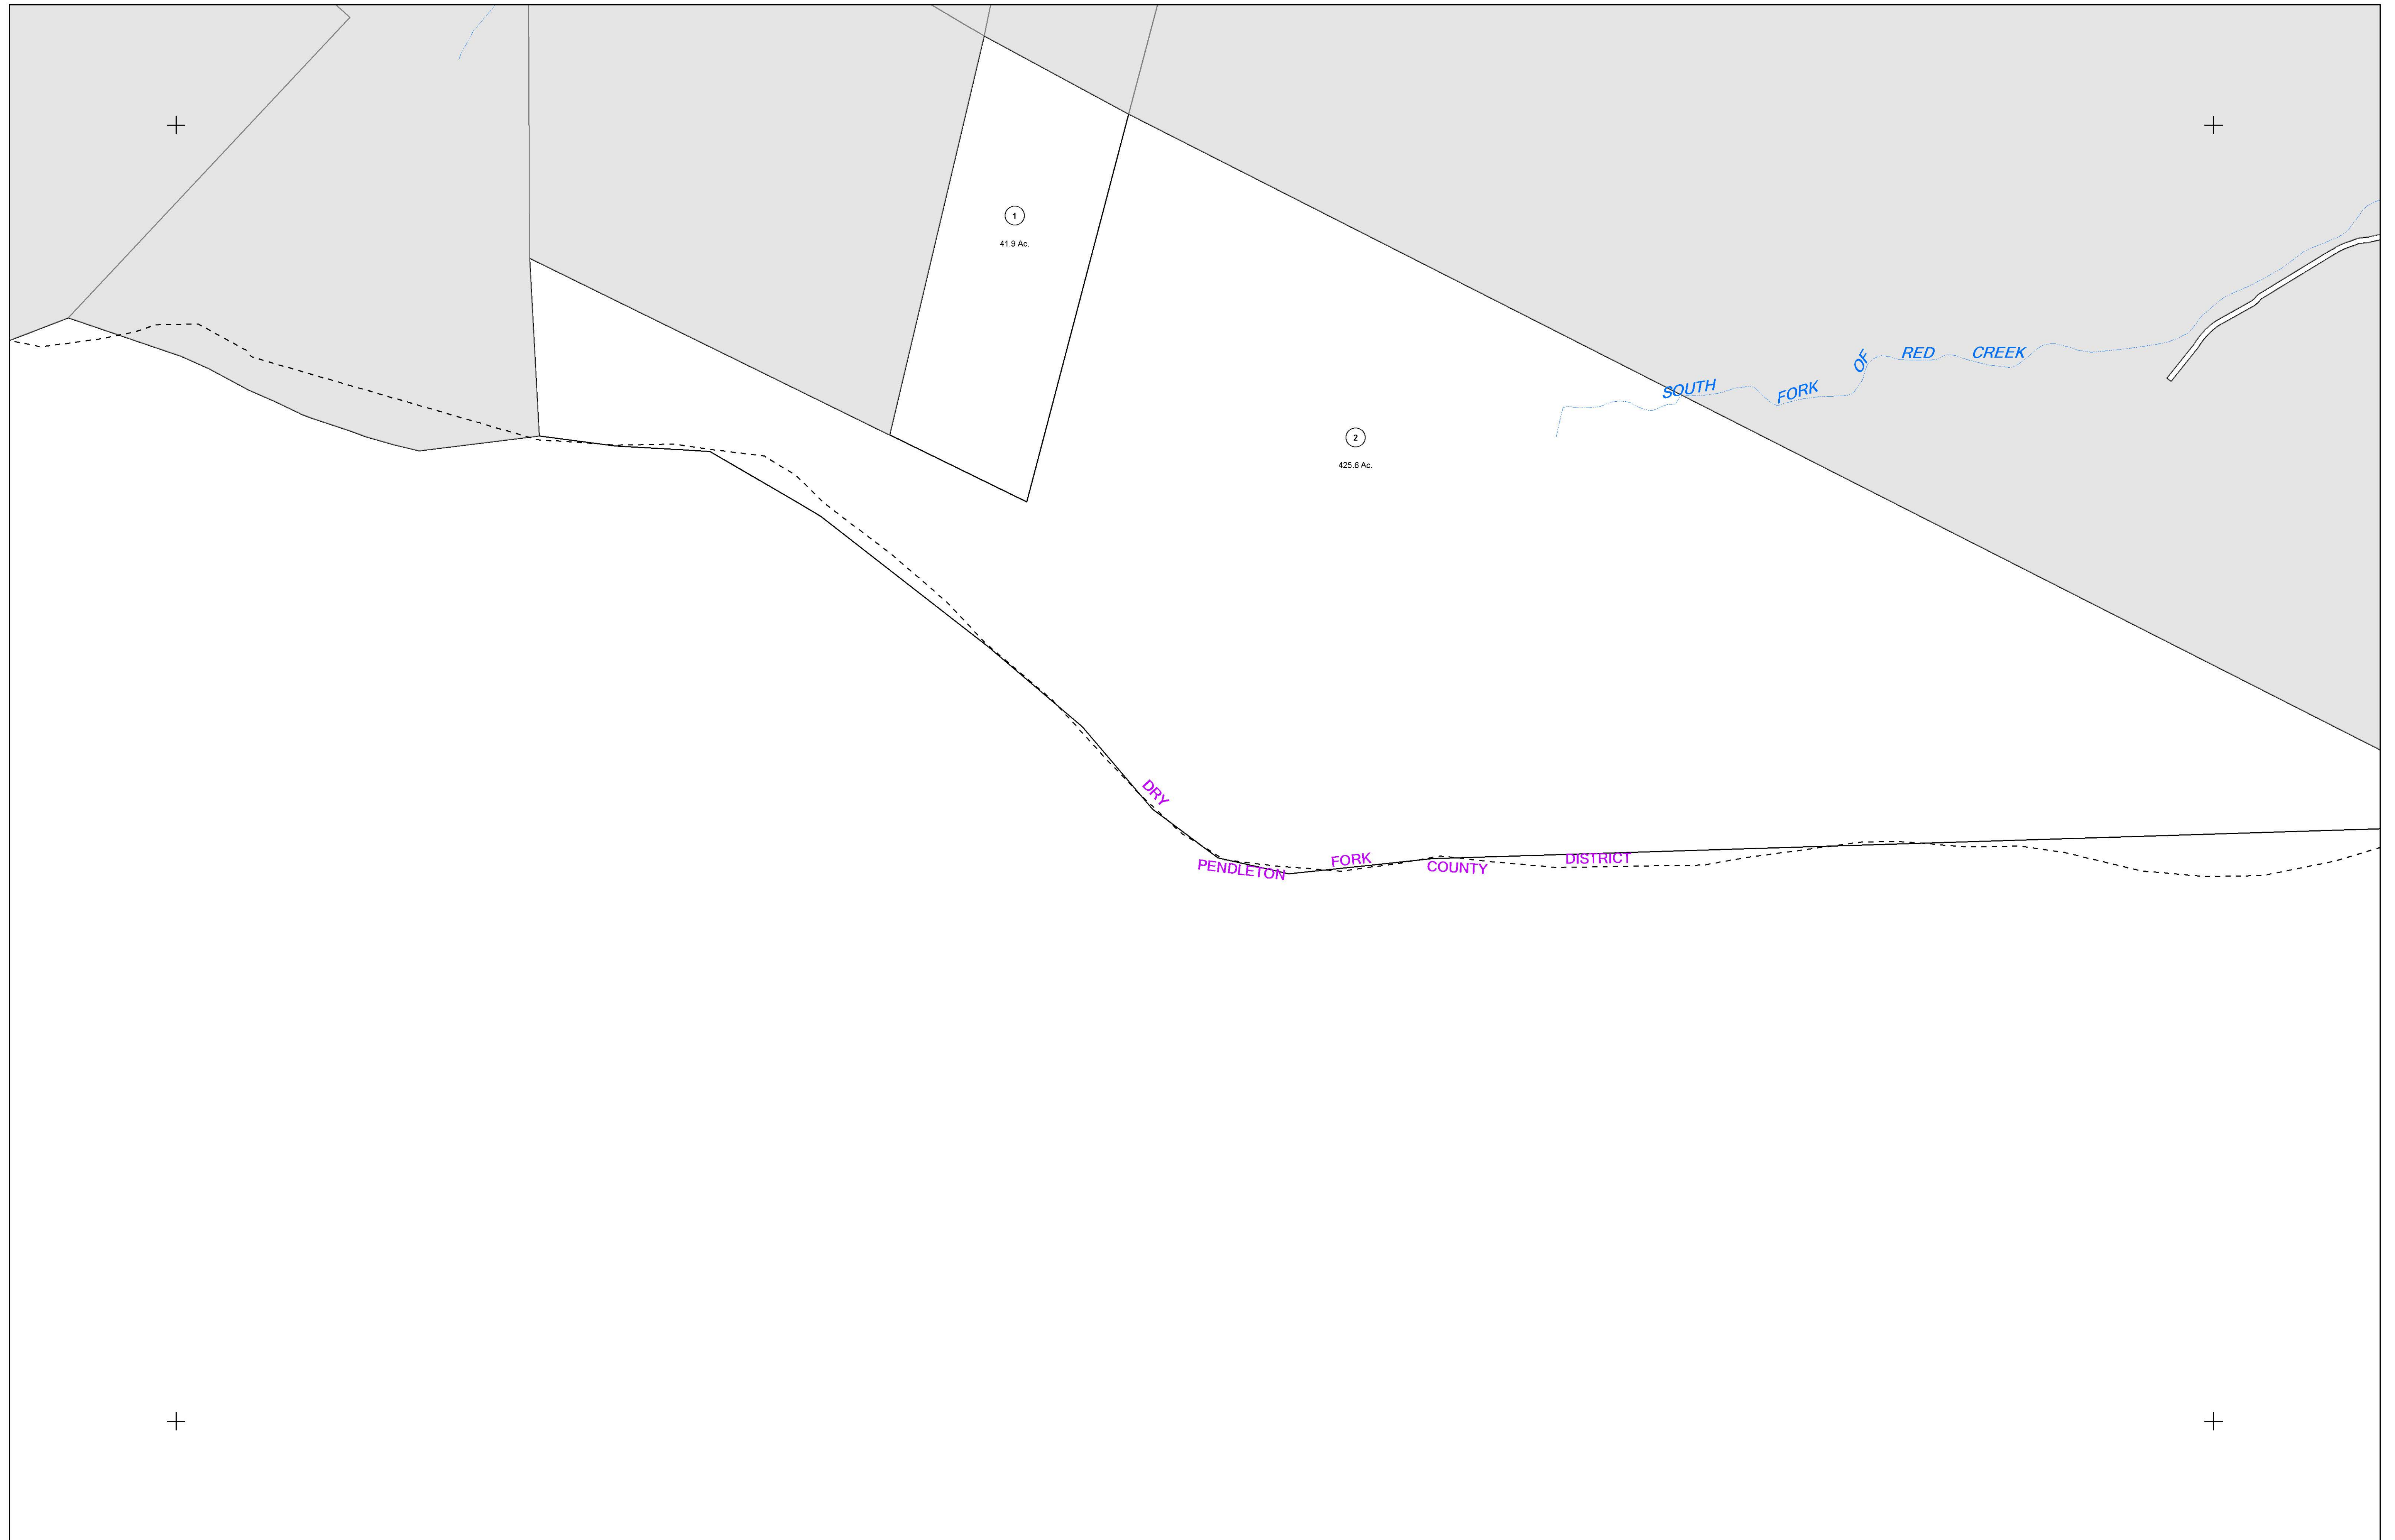 1
41.9 Ac.
SOUTH FORK OF RED CREEK
2
425.6 Ac.
DRY FORK DISTRICT
PENDLETON COUNTY